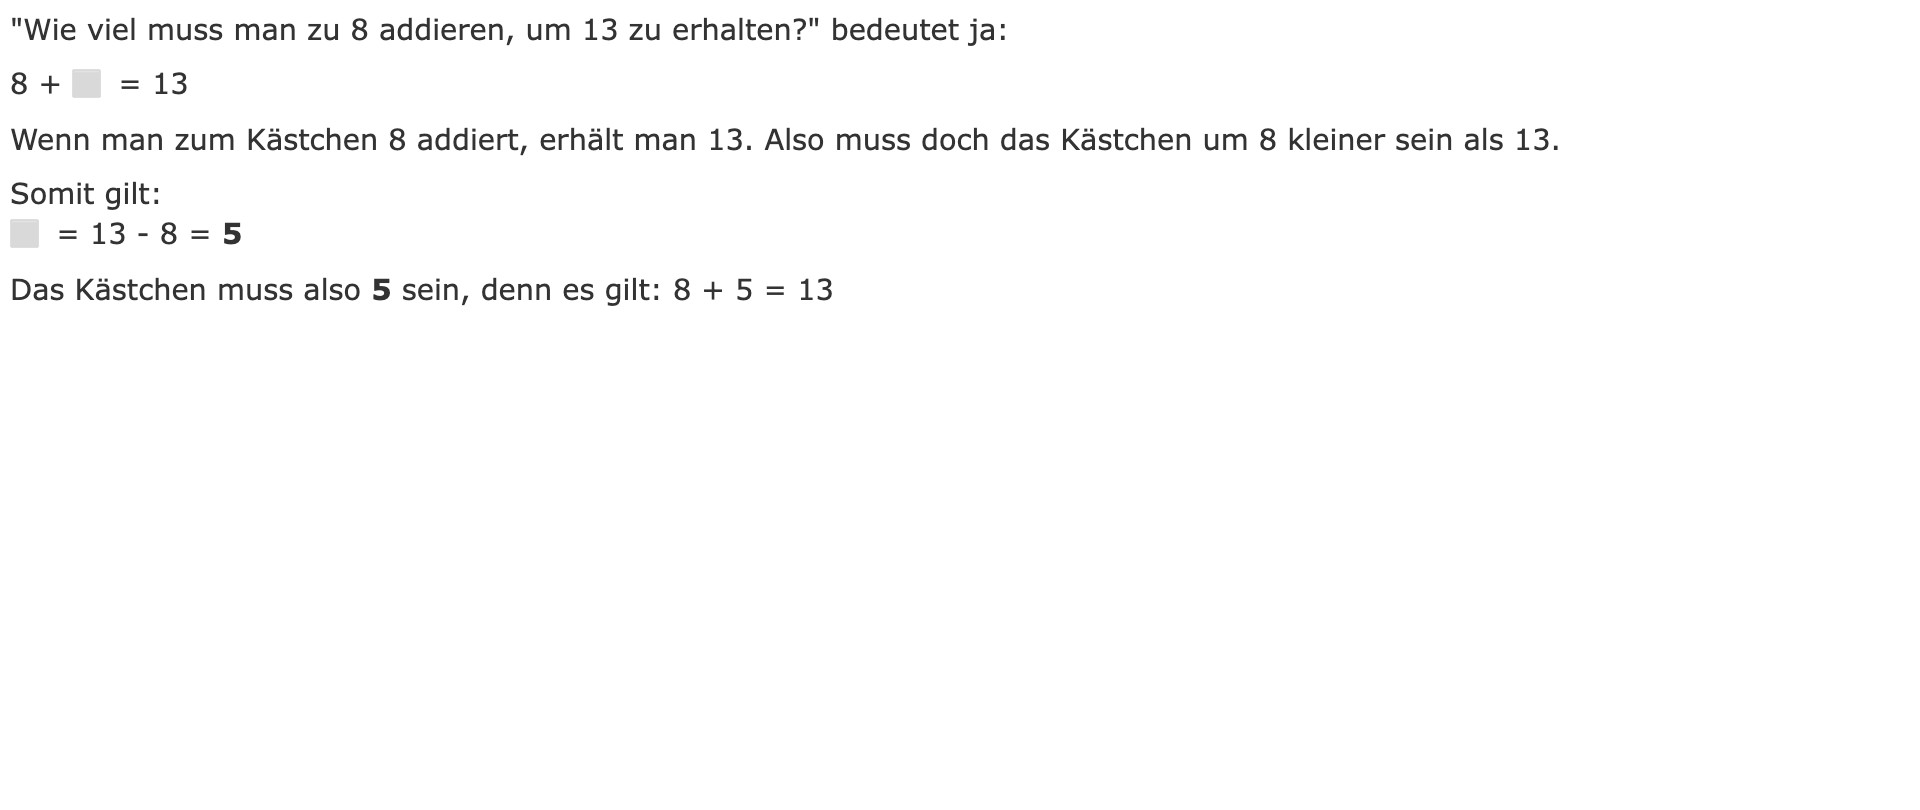 "Wie viel muss man zu 8 addieren, um 13 zu erhalten?" bedeutet ja:
8 + = 13
Wenn man zum Kästchen 8 addiert, erhält man 13. Also muss doch das Kästchen um 8 kleiner sein als 13.
Somit gilt:
= 13 - 8 = 5
Das Kästchen muss also 5 sein, denn es gilt: 8 + 5 = 13